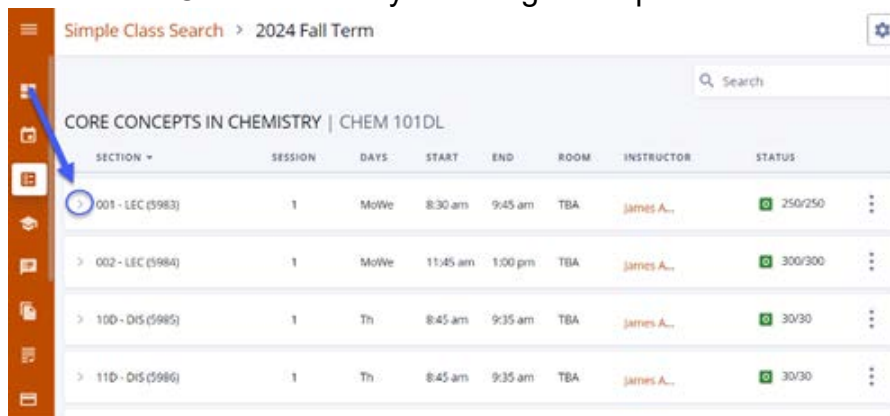 Simple Class Search > 2024 Fall Term
Search
CORE CONCEPTS IN CHEMISTRY | CHEM 101DL
SECTION SESSION DAYS START END ROOM INSTRUCTOR STATUS
001 - LEC (5983) 1 MoWe 8:30 am 9:45 am TBA James A... 250/250
002 - LEC (5984) 1 MoWe 11:45 am 1:00 pm TBA James A... 300/300
10D - DIS (5985) 1 Th 8:45 am 9:35 am TBA James A... 30/30
11D - DIS (5986) 1 Th 8:45 am 9:35 am TBA James A... 30/30